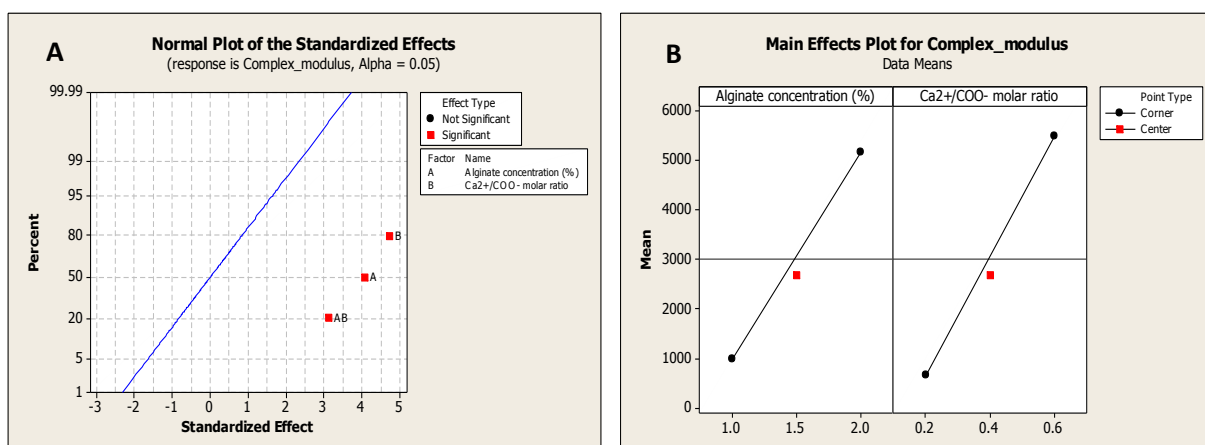 A
Normal Plot of the Standardized Effects
(response is Complex_modulus, Alpha = 0.05)
99.99
99
95
80
50
20
5
1
Percent
-3 -2 -1 0 1 2 3 4 5
Standardized Effect
B
A
AB
Effect Type
Not Significant
Significant
Factor Name
A Alginate concentration (%)
B Ca2+/COO- molar ratio
B
Main Effects Plot for Complex_modulus
Data Means
Alginate concentration (%) Ca2+/COO- molar ratio
6000
5000
4000
3000
2000
1000
0
Mean
1.0 1.5 2.0 0.2 0.4 0.6
Point Type
Corner
Center